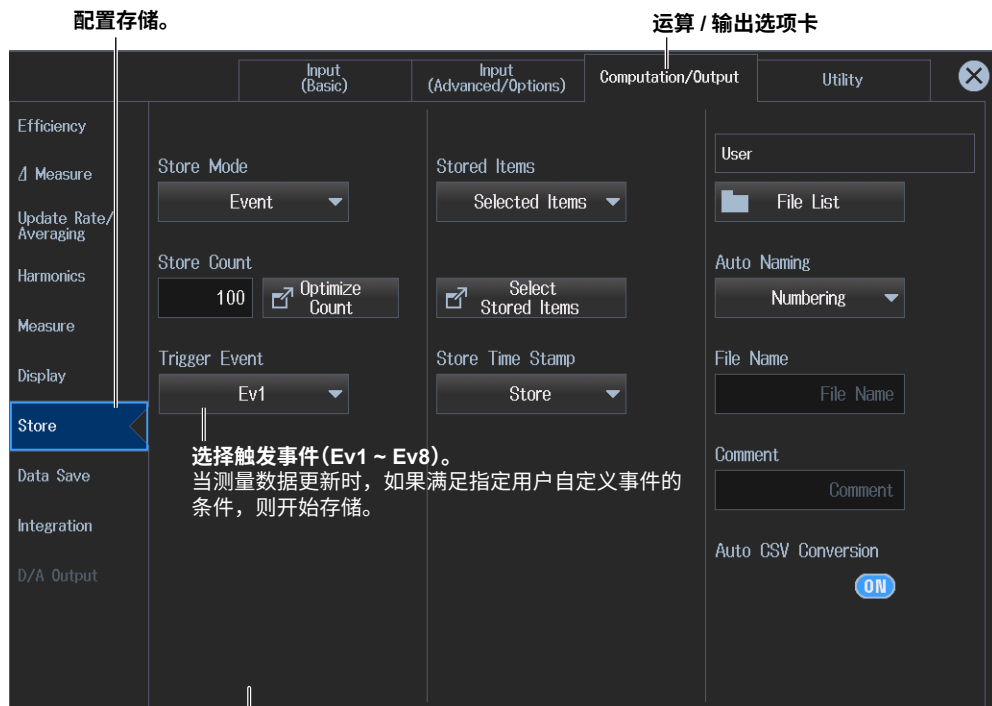 配置存储。
运算 / 输出选项卡
Input
(Basic)
Input
(Advanced/Options)
Computation/Output
Utility
Efficiency
⊿ Measure
Update Rate/
Averaging
Harmonics
Measure
Display
Store
Data Save
Integration
D/A Output
Store Mode
Event
Store Count
100
Optimize
Count
Trigger Event
Ev1
选择触发事件(Ev1 ~ Ev8)。
当测量数据更新时，如果满足指定用户自定义事件的
条件，则开始存储。
Stored Items
Selected Items
Select
Stored Items
Store Time Stamp
Store
User
File List
Auto Naming
Numbering
File Name
File Name
Comment
Comment
Auto CSV Conversion
ON